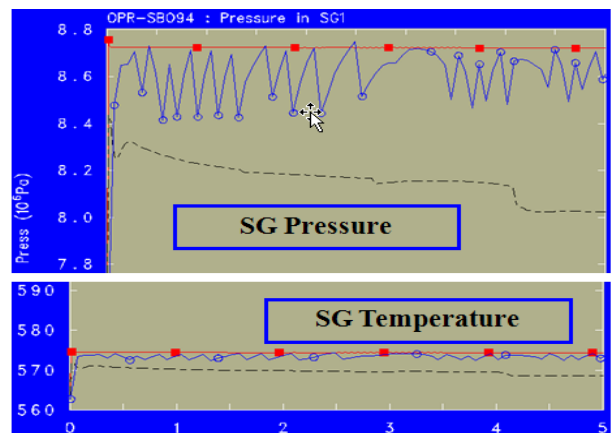 OPR-SBO94 : Pressure in SG1
8.8
8.6
8.4
8.2
8.0
7.8
Press (10⁶Pa)
SG Pressure
590
580
570
560
SG Temperature
0 1 2 3 4 5